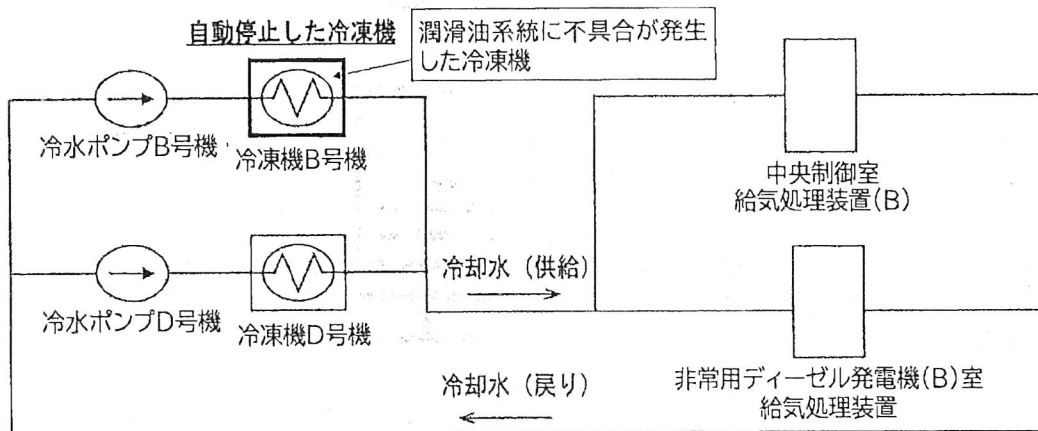 自動停止した冷凍機
潤滑油系統に不具合が発生
した冷凍機
冷水ポンプB号機
冷凍機B号機
中央制御室
給気処理装置(B)
冷却水（供給）
冷水ポンプD号機
冷凍機D号機
冷却水（戻り）
非常用ディーゼル発電機(B)室
給気処理装置